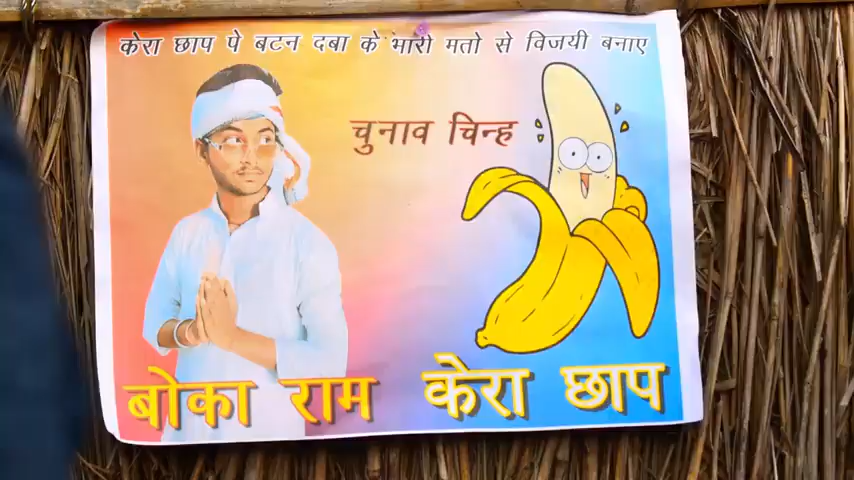 केरा छाप पे बटन दबा के भारी मतो से विजयी बनाए
चुनाव चिन्ह
बोका राम केरा छाप